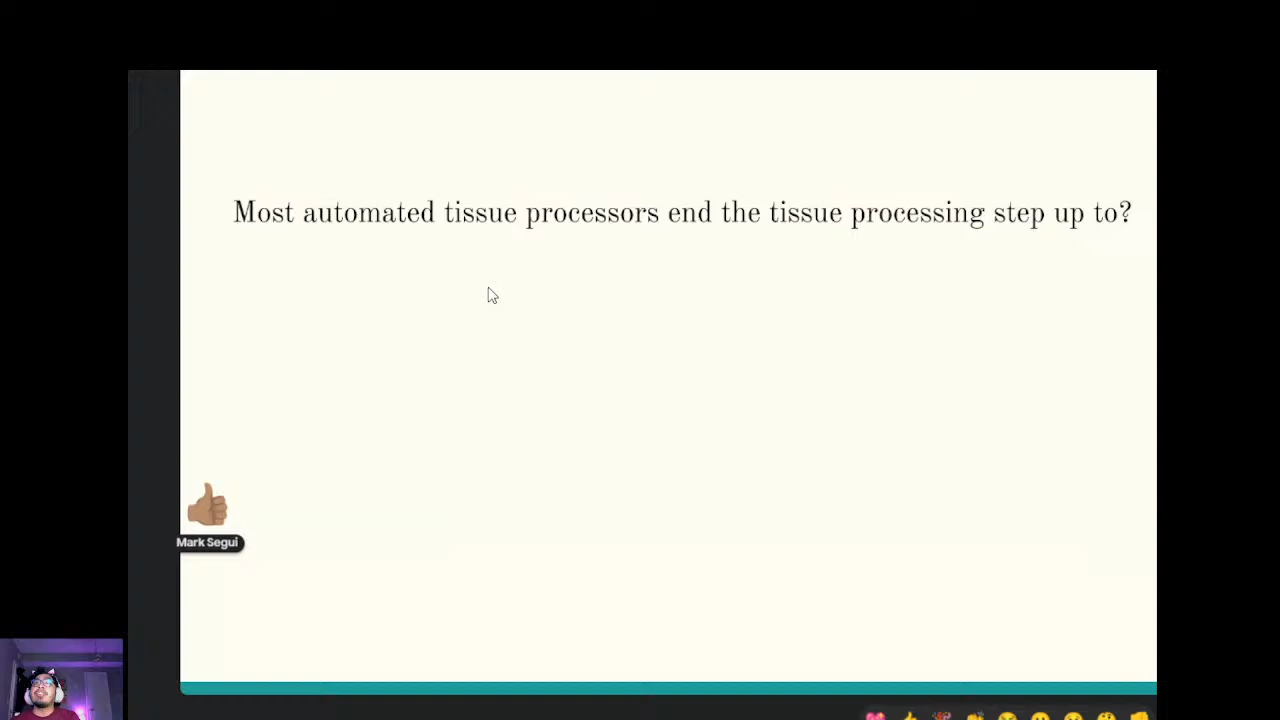 Most automated tissue processors end the tissue processing step up to?
Mark Segui